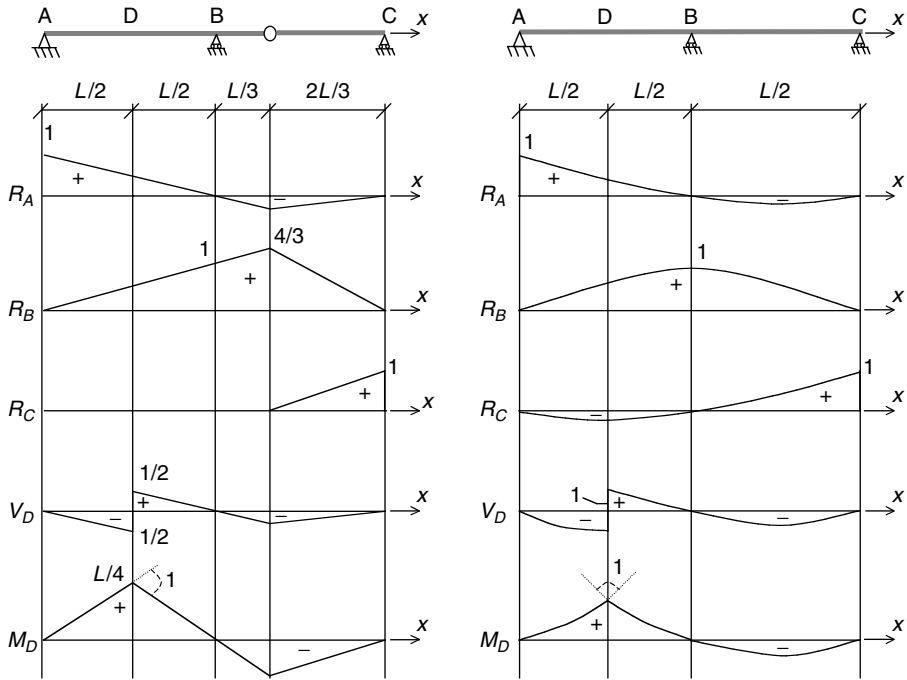 A D B C x
L/2 L/2 L/3 2L/3
1
+ − x
R_A
1 4/3
+ x
R_B
1
+ x
R_C
1/2
+ − − x
V_D
1/2
L/4 1
+ − x
M_D
A D B C x
L/2 L/2 L/2
1
+ − x
R_A
1
+ x
R_B
1
− + x
R_C
1 + − − x
V_D
1
+ − x
M_D